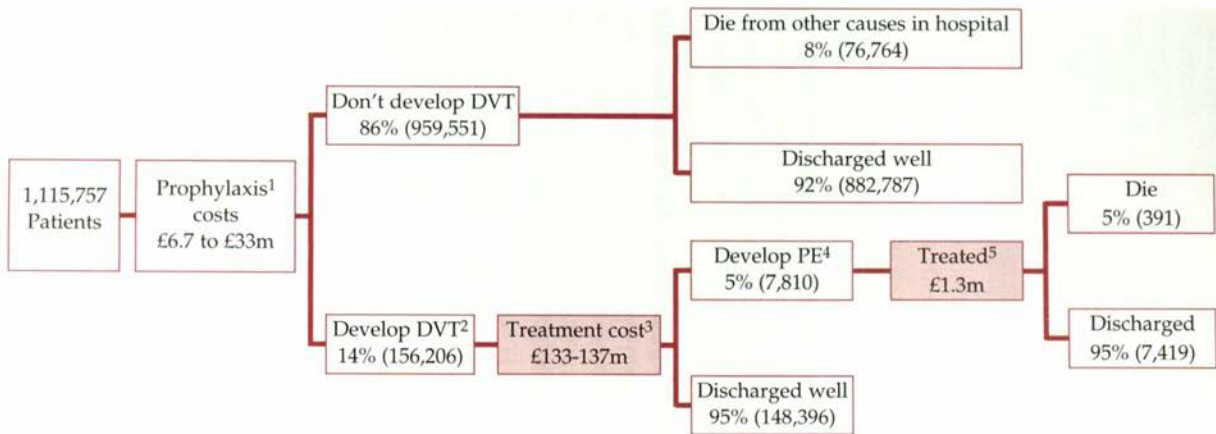 1,115,757
Patients
Prophylaxis¹
costs
£6.7 to £33m
Don't develop DVT
86% (959,551)
Die from other causes in hospital
8% (76,764)
Discharged well
92% (882,787)
Develop DVT²
14% (156,206)
Treatment cost³
£133-137m
Develop PE⁴
5% (7,810)
Treated⁵
£1.3m
Die
5% (391)
Discharged
95% (7,419)
Discharged well
95% (148,396)